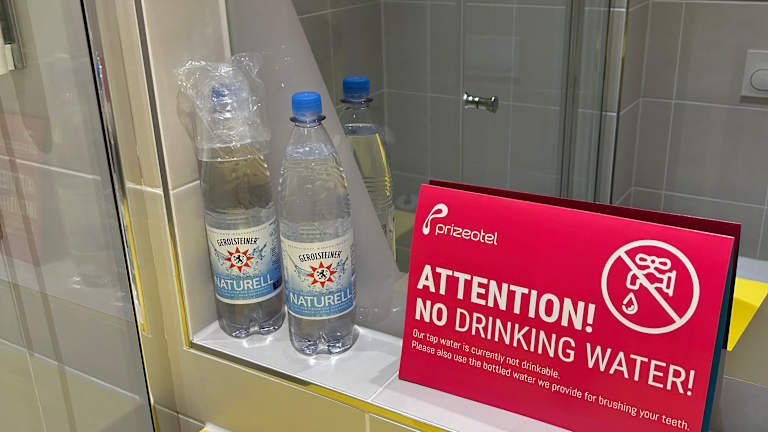 GEROLSTEINER
NATURELL
GEROLSTEINER
NATURELL
prizeotel
ATTENTION!
NO DRINKING WATER!
Our tap water is currently not drinkable.
Please also use the bottled water we provide for brushing your teeth.